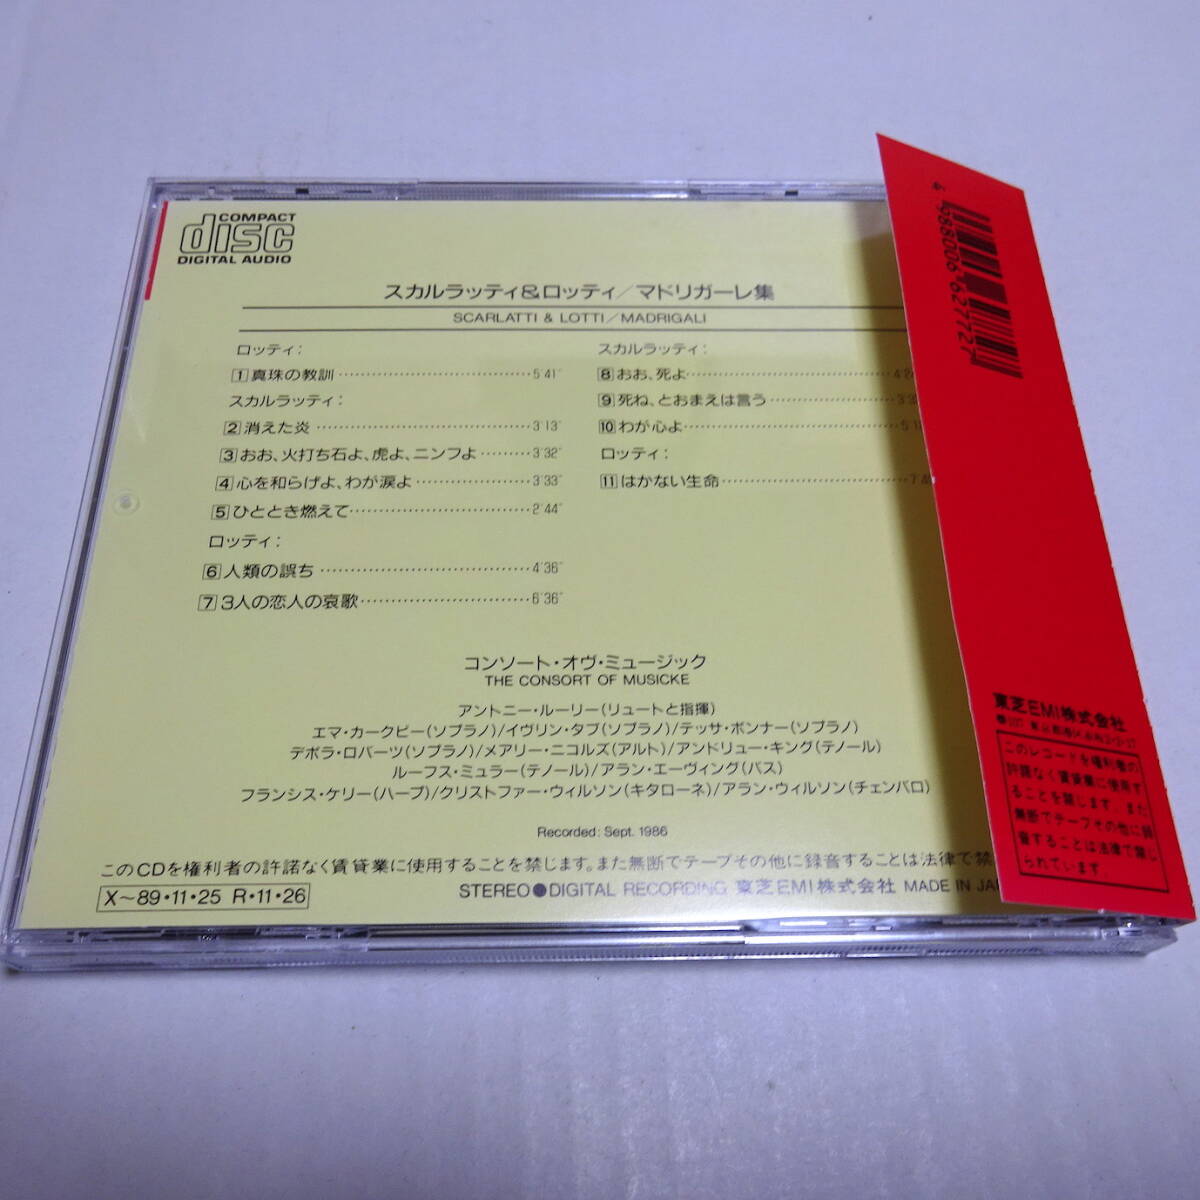 COMPACT
disc
DIGITAL AUDIO
スカルラッティ&ロッティ/マドリガーレ集
SCARLATTI & LOTTI/MADRIGALI
ロッティ:
1 真珠の教訓 5'41"
スカルラッティ:
2 消えた炎 3'13"
3 おお、火打ち石よ、虎よ、ニンフよ 3'32"
4 心を和らげよ、わが涙よ 3'33"
5 ひととき燃えて 2'44"
ロッティ:
6 人類の誤ち 4'36"
7 3人の恋人の哀歌 6'36"
スカルラッティ:
8 おお、死よ
9 死ね、とおまえは言う
10 わが心よ
ロッティ:
11 はかない生命
コンソート・オヴ・ミュージック
THE CONSORT OF MUSICKE
アントニー・ルーリー(リュートと指揮)
エマ・カークビー(ソプラノ)/イヴリン・タブ(ソプラノ)/テッサ・ボンナー(ソプラノ)
デボラ・ロバーツ(ソプラノ)/メアリー・ニコルズ(アルト)/アンドリュー・キング(テノール)
ルーフス・ミュラー(テノール)/アラン・エーヴィング(バス)
フランシス・ケリー(ハープ)/クリストファー・ウィルソン(キタローネ)/アラン・ウィルソン(チェンバロ)
Recorded: Sept. 1986
このCDを権利者の許諾なく賃貸業に使用することを禁じます。また無断でテープその他に録音することは法律で禁
X〜89・11・25 R・11・26
STEREO●DIGITAL RECORDING 東芝EMI株式会社 MADE IN JA
4 988006 627727
東芝EMI株式会社
このレコードを権利者の
許諾なく賃貸業に使用す
ることを禁じます。また
無断でテープその他に録
音することは法律で禁じ
られています。